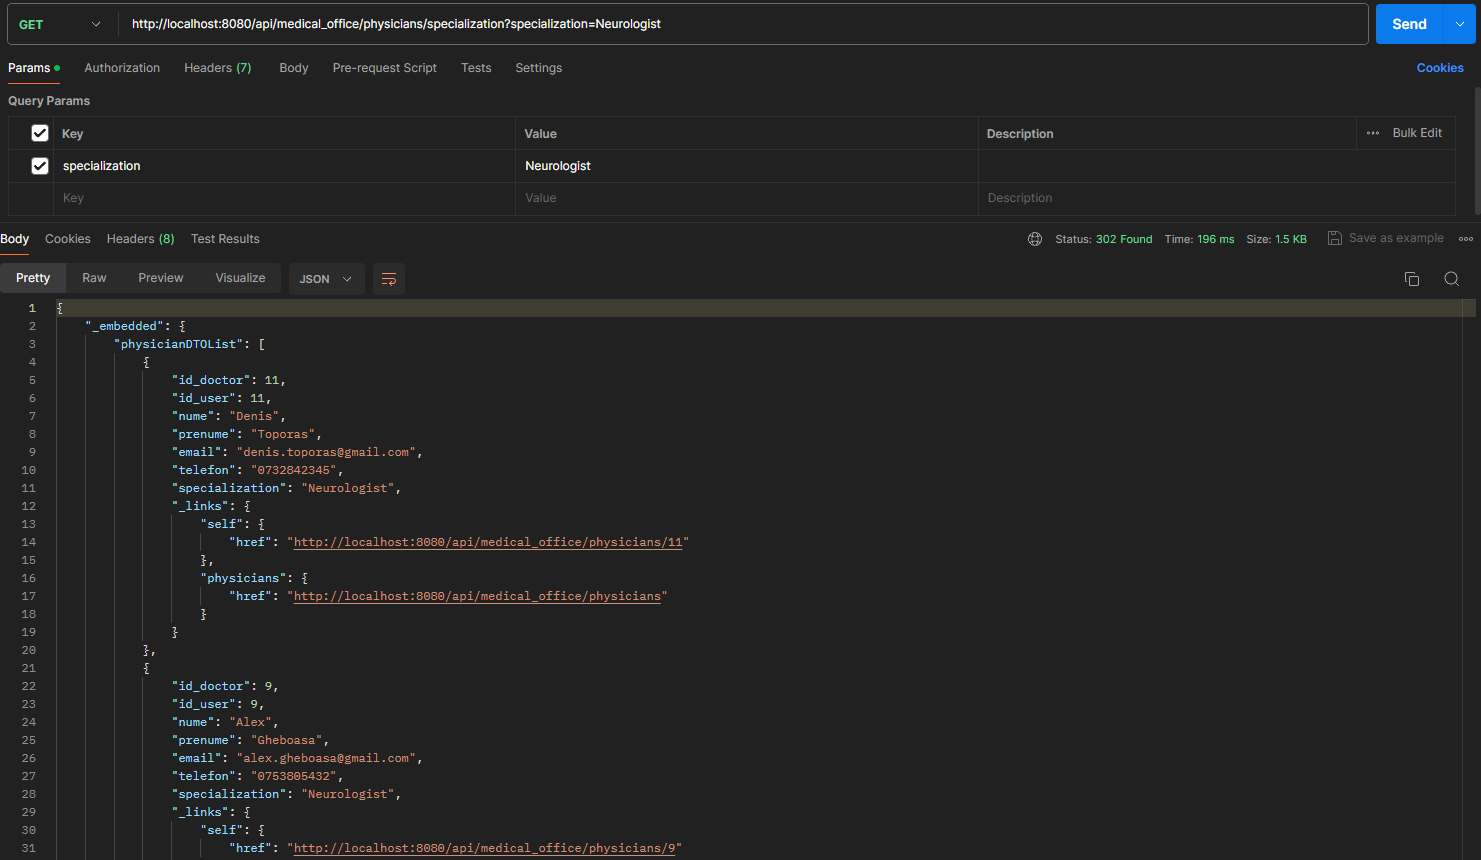 GET http://localhost:8080/api/medical_office/physicians/specialization?specialization=Neurologist Send
Params Authorization Headers (7) Body Pre-request Script Tests Settings Cookies
Query Params
Key Value Description ••• Bulk Edit
specialization Neurologist
Key Value Description
Body Cookies Headers (8) Test Results Status: 302 Found Time: 196 ms Size: 1.5 KB Save as example
Pretty Raw Preview Visualize JSON
1 {
2 "_embedded": {
3 "physicianDTOList": [
4 {
5 "id_doctor": 11,
6 "id_user": 11,
7 "nume": "Denis",
8 "prenume": "Toporas",
9 "email": "denis.toporas@gmail.com",
10 "telefon": "0732842345",
11 "specialization": "Neurologist",
12 "_links": {
13 "self": {
14 "href": "http://localhost:8080/api/medical_office/physicians/11"
15 },
16 "physicians": {
17 "href": "http://localhost:8080/api/medical_office/physicians"
18 }
19 }
20 },
21 {
22 "id_doctor": 9,
23 "id_user": 9,
24 "nume": "Alex",
25 "prenume": "Gheboasa",
26 "email": "alex.gheboasa@gmail.com",
27 "telefon": "0753805432",
28 "specialization": "Neurologist",
29 "_links": {
30 "self": {
31 "href": "http://localhost:8080/api/medical_office/physicians/9"